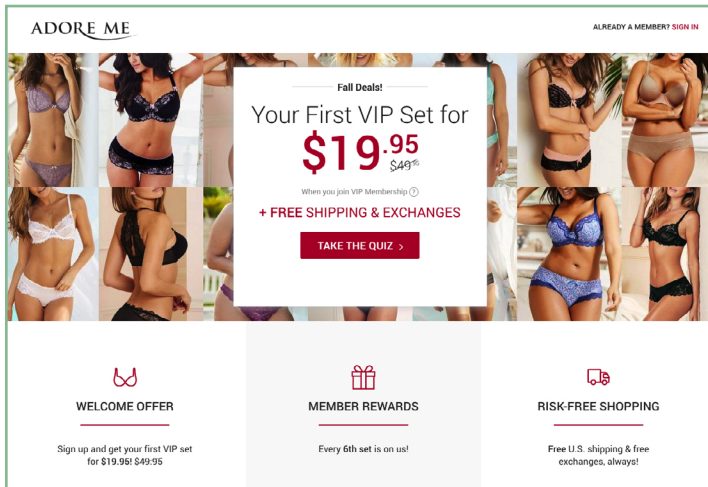 ADORE ME
ALREADY A MEMBER? SIGN IN
Fall Deals!
Your First VIP Set for
$19.95
$49.95
When you join VIP Membership ?
+ FREE SHIPPING & EXCHANGES
TAKE THE QUIZ >
WELCOME OFFER
Sign up and get your first VIP set
for $19.95! $49.95
MEMBER REWARDS
Every 6th set is on us!
RISK-FREE SHOPPING
Free U.S. shipping & free
exchanges, always!